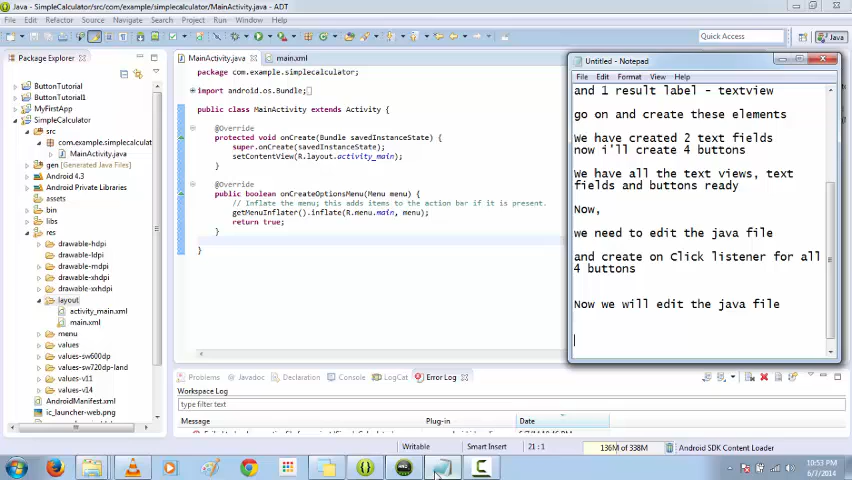 Java - SimpleCalculator/src/com/example/simplecalculator/MainActivity.java - ADT
File Edit Refactor Source Navigate Search Project Run Window Help
Quick Access
Java
Package Explorer
ButtonTutorial
ButtonTutorial1
MyFirstApp
SimpleCalculator
src
com.example.simplecalculat
MainActivity.java
gen [Generated Java Files]
Android 4.3
Android Private Libraries
assets
bin
libs
res
drawable-hdpi
drawable-ldpi
drawable-mdpi
drawable-xhdpi
drawable-xxhdpi
layout
activity_main.xml
main.xml
menu
values
values-sw600dp
values-sw720dp-land
values-v11
values-v14
AndroidManifest.xml
ic_launcher-web.png
MainActivity.java
main.xml
package com.example.simplecalculator;
import android.os.Bundle;
public class MainActivity extends Activity {
@Override
protected void onCreate(Bundle savedInstanceState) {
super.onCreate(savedInstanceState);
setContentView(R.layout.activity_main);
}
@Override
public boolean onCreateOptionsMenu(Menu menu) {
// Inflate the menu; this adds items to the action bar if it is present.
getMenuInflater().inflate(R.menu.main, menu);
return true;
}
}
Untitled - Notepad
File Edit Format View Help
and 1 result label - textview
go on and create these elements
We have created 2 text fields
now i'll create 4 buttons
We have all the text views, text
fields and buttons ready
Now,
we need to edit the java file
and create on Click listener for all
4 buttons
Now we will edit the java file
Problems Javadoc Declaration Console LogCat Error Log
Workspace Log
type filter text
Message Plug-in Date
Writable Smart Insert 21 : 1 136M of 338M Android SDK Content Loader
10:53 PM
6/7/2014